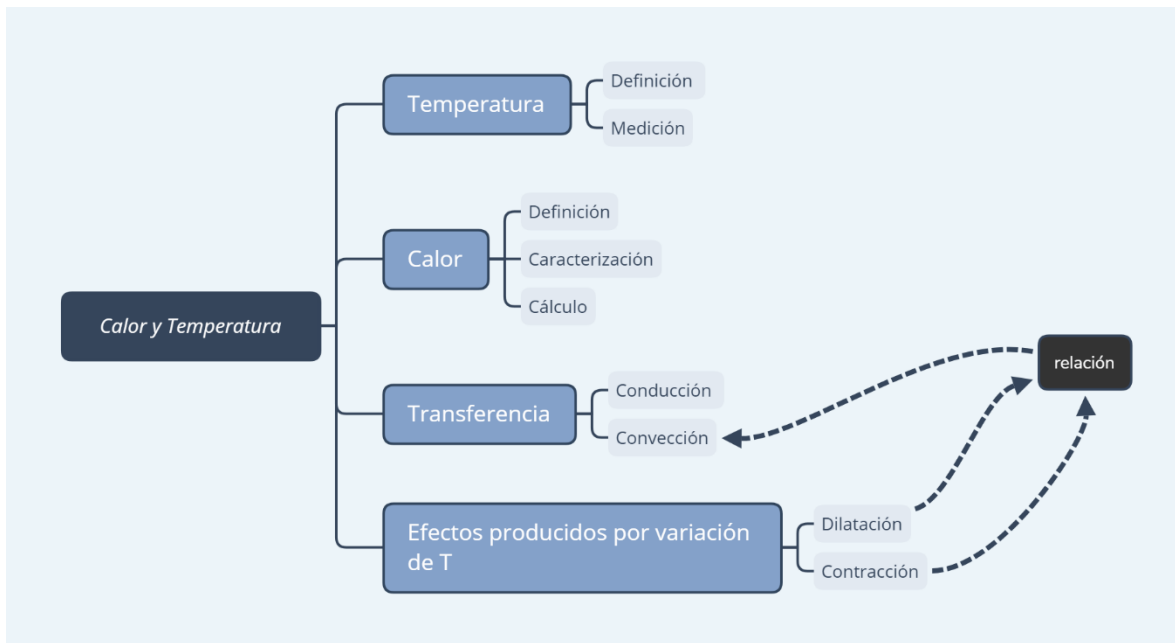 Calor y Temperatura
Temperatura
Definición
Medición
Calor
Definición
Caracterización
Cálculo
Transferencia
Conducción
Convección
Efectos producidos por variación
de T
Dilatación
Contracción
relación